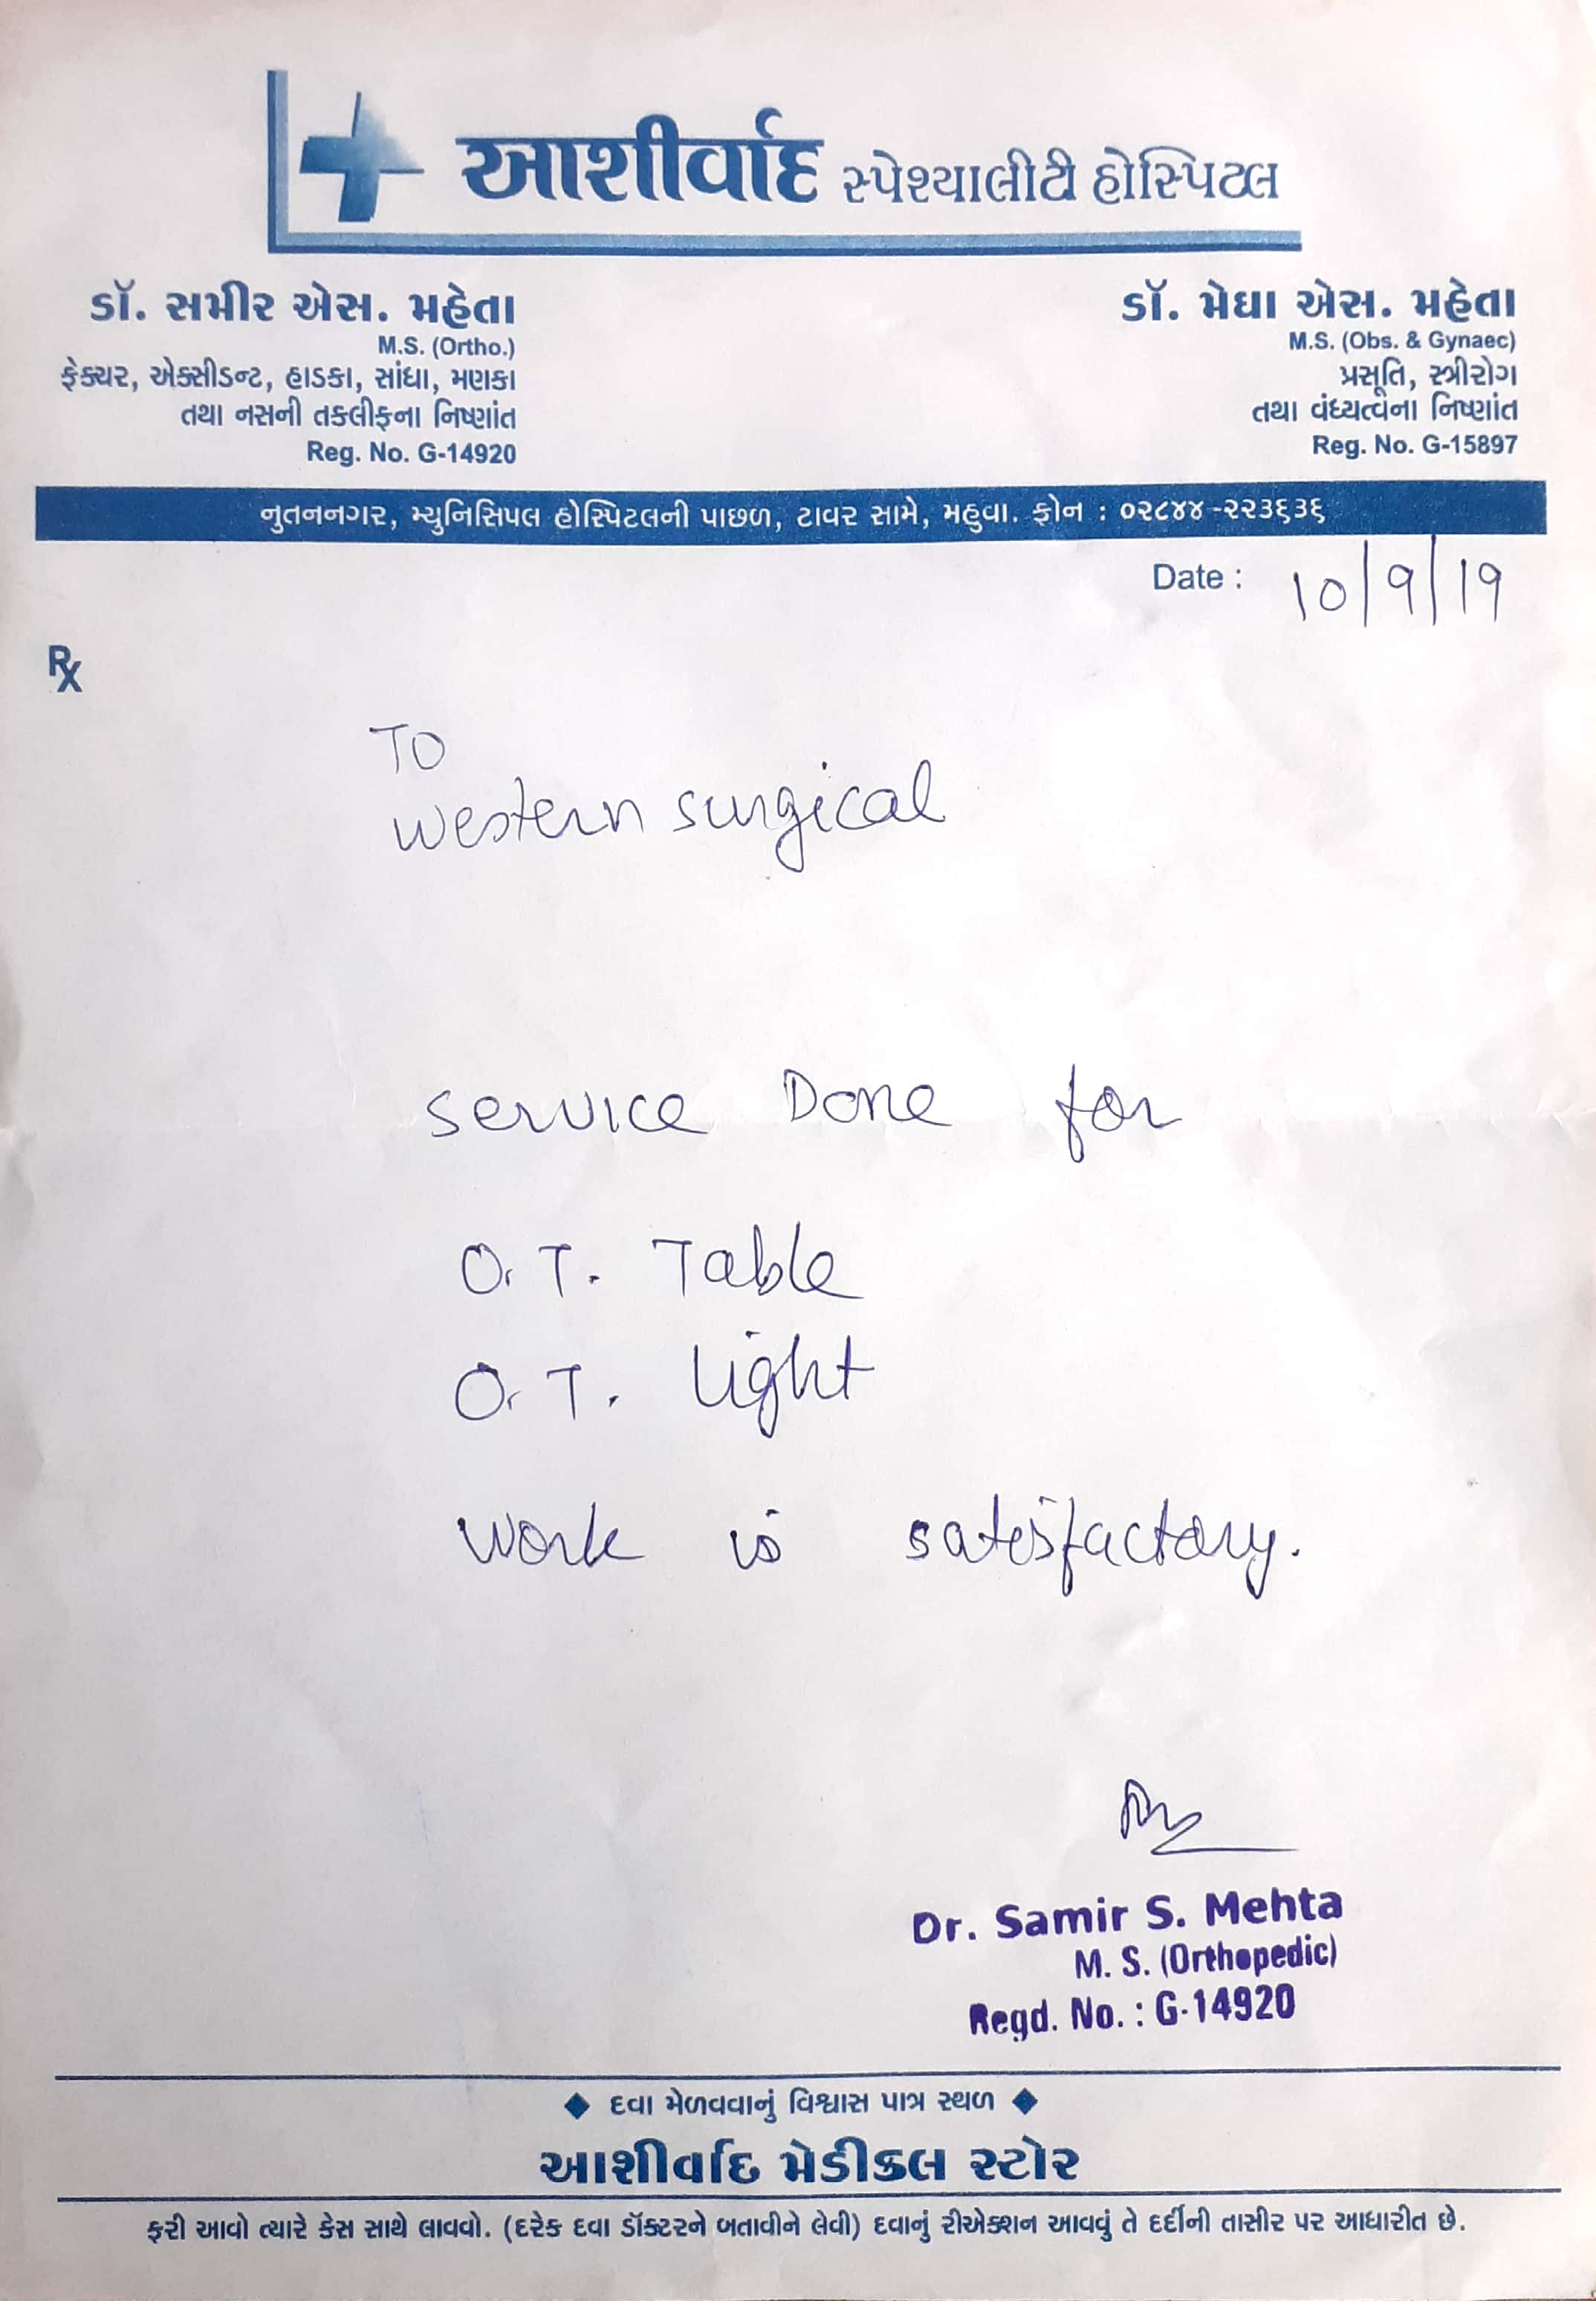 આશીર્વાદ સ્પેશ્યાલીટી હોસ્પિટલ
ડૉ. સમીર એસ. મહેતા
M.S. (Ortho.)
ફ્રેક્ચર, એક્સીડન્ટ, હાડકા, સાંધા, મણકા
તથા નસની તકલીફના નિષ્ણાંત
Reg. No. G-14920
ડૉ. મેઘા એસ. મહેતા
M.S. (Obs. & Gynaec)
પ્રસૂતિ, સ્ત્રીરોગ
તથા વંધ્યત્વના નિષ્ણાંત
Reg. No. G-15897
નુતનનગર, મ્યુનિસિપલ હોસ્પિટલની પાછળ, ટાવર સામે, મહુવા. ફોન : ૦૨૮૪૪-૨૨૩૬૩૬
Date : 10/9/19
Rx
TO
western surgical
service Done for
O.T. Table
O.T. Light
work is satesfactory.
Dr. Samir S. Mehta
M. S. (Orthopedic)
Regd. No. : G-14920
◆ દવા મેળવવાનું વિશ્વાસ પાત્ર સ્થળ ◆
આશીર્વાદ મેડીકલ સ્ટોર
ફરી આવો ત્યારે કેસ સાથે લાવવો. (દરેક દવા ડૉક્ટરને બતાવીને લેવી) દવાનું રીએક્શન આવવું તે દર્દીની તાસીર પર આધારીત છે.